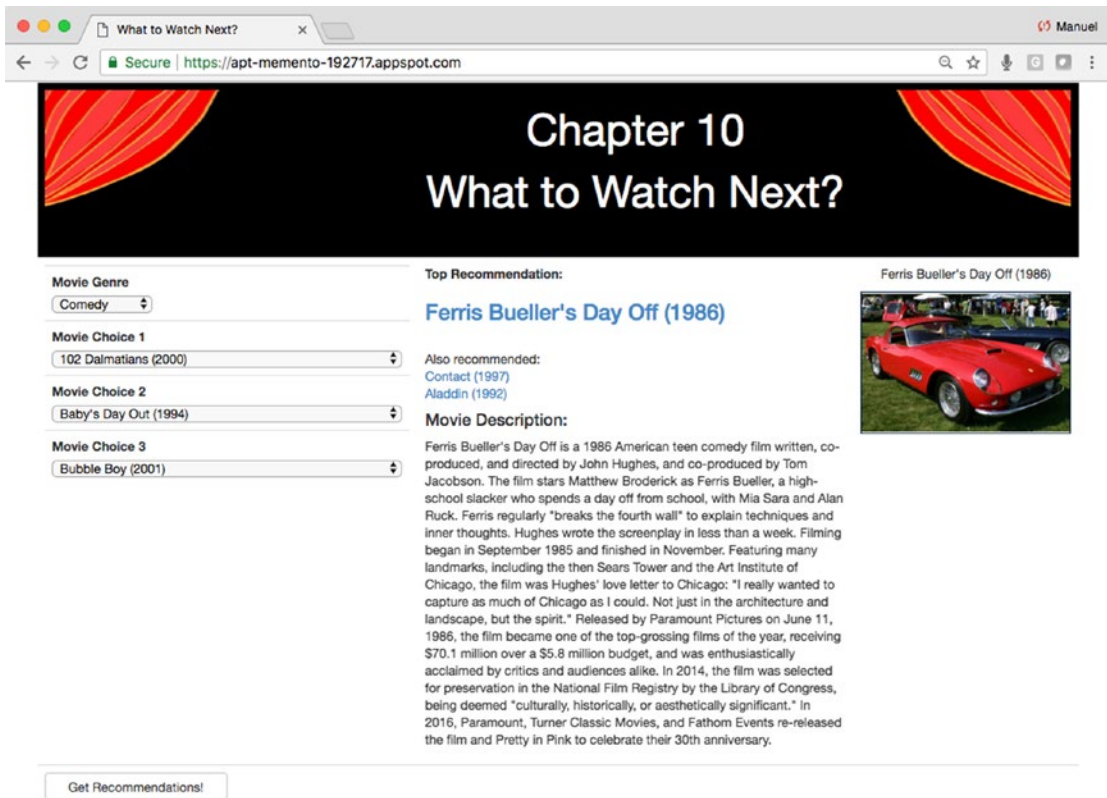 What to Watch Next?
Manuel
Secure | https://apt-memento-192717.appspot.com
Chapter 10
What to Watch Next?
Movie Genre
Comedy
Movie Choice 1
102 Dalmatians (2000)
Movie Choice 2
Baby's Day Out (1994)
Movie Choice 3
Bubble Boy (2001)
Top Recommendation:
Ferris Bueller's Day Off (1986)
Also recommended:
Contact (1997)
Aladdin (1992)
Movie Description:
Ferris Bueller's Day Off is a 1986 American teen comedy film written, co-
produced, and directed by John Hughes, and co-produced by Tom
Jacobson. The film stars Matthew Broderick as Ferris Bueller, a high-
school slacker who spends a day off from school, with Mia Sara and Alan
Ruck. Ferris regularly "breaks the fourth wall" to explain techniques and
inner thoughts. Hughes wrote the screenplay in less than a week. Filming
began in September 1985 and finished in November. Featuring many
landmarks, including the then Sears Tower and the Art Institute of
Chicago, the film was Hughes' love letter to Chicago: "I really wanted to
capture as much of Chicago as I could. Not just in the architecture and
landscape, but the spirit." Released by Paramount Pictures on June 11,
1986, the film became one of the top-grossing films of the year, receiving
$70.1 million over a $5.8 million budget, and was enthusiastically
acclaimed by critics and audiences alike. In 2014, the film was selected
for preservation in the National Film Registry by the Library of Congress,
being deemed "culturally, historically, or aesthetically significant." In
2016, Paramount, Turner Classic Movies, and Fathom Events re-released
the film and Pretty in Pink to celebrate their 30th anniversary.
Ferris Bueller's Day Off (1986)
Get Recommendations!